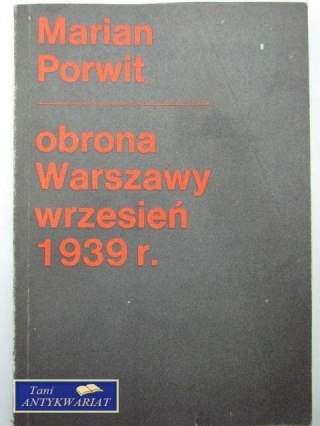 Marian
Porwit
obrona
Warszawy
wrzesień
1939 r.
Tani
ANTYKWARIAT